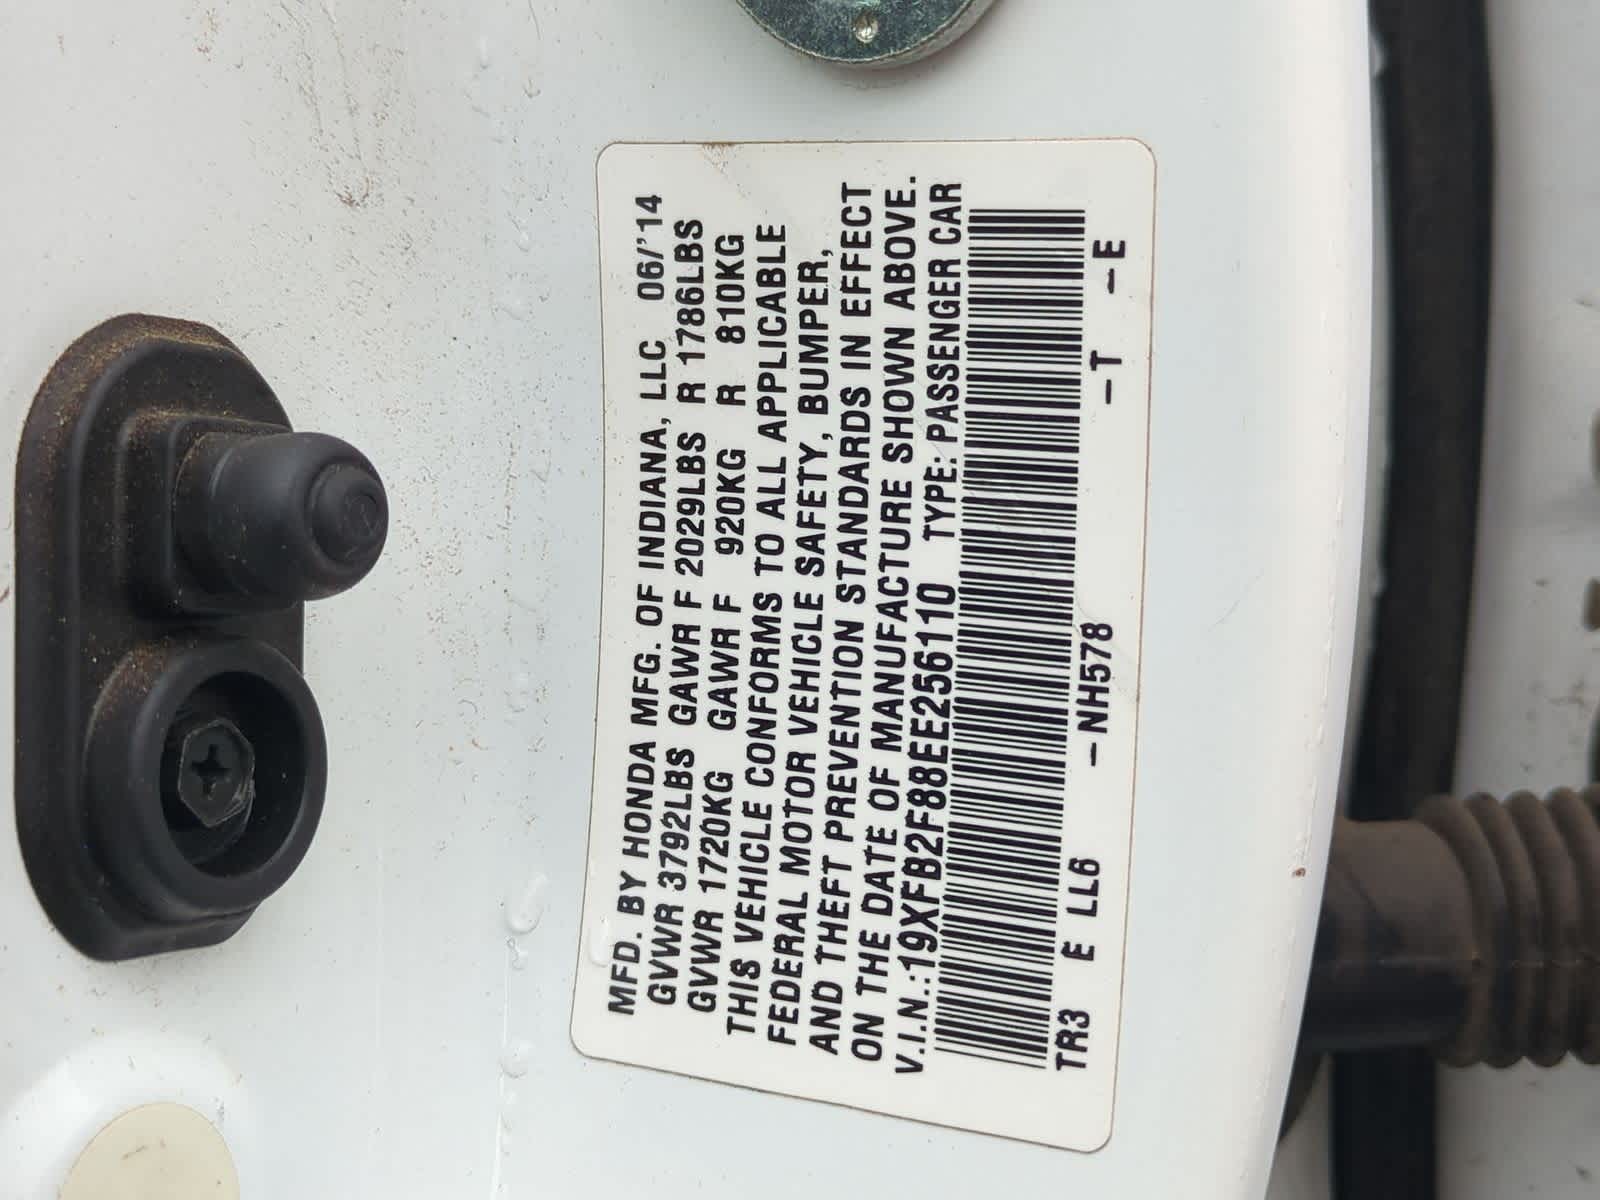 MFD. BY HONDA MFG. OF INDIANA, LLC 06/'14
GVWR 3792LBS GAWR F 2029LBS R 1786LBS
GVWR 1720KG GAWR F 920KG R 810KG
THIS VEHICLE CONFORMS TO ALL APPLICABLE
FEDERAL MOTOR VEHICLE SAFETY, BUMPER,
AND THEFT PREVENTION STANDARDS IN EFFECT
ON THE DATE OF MANUFACTURE SHOWN ABOVE.
V.I.N.:19XFB2F88EE256110 TYPE: PASSENGER CAR
TR3 E LL6 -NH578 -T -E